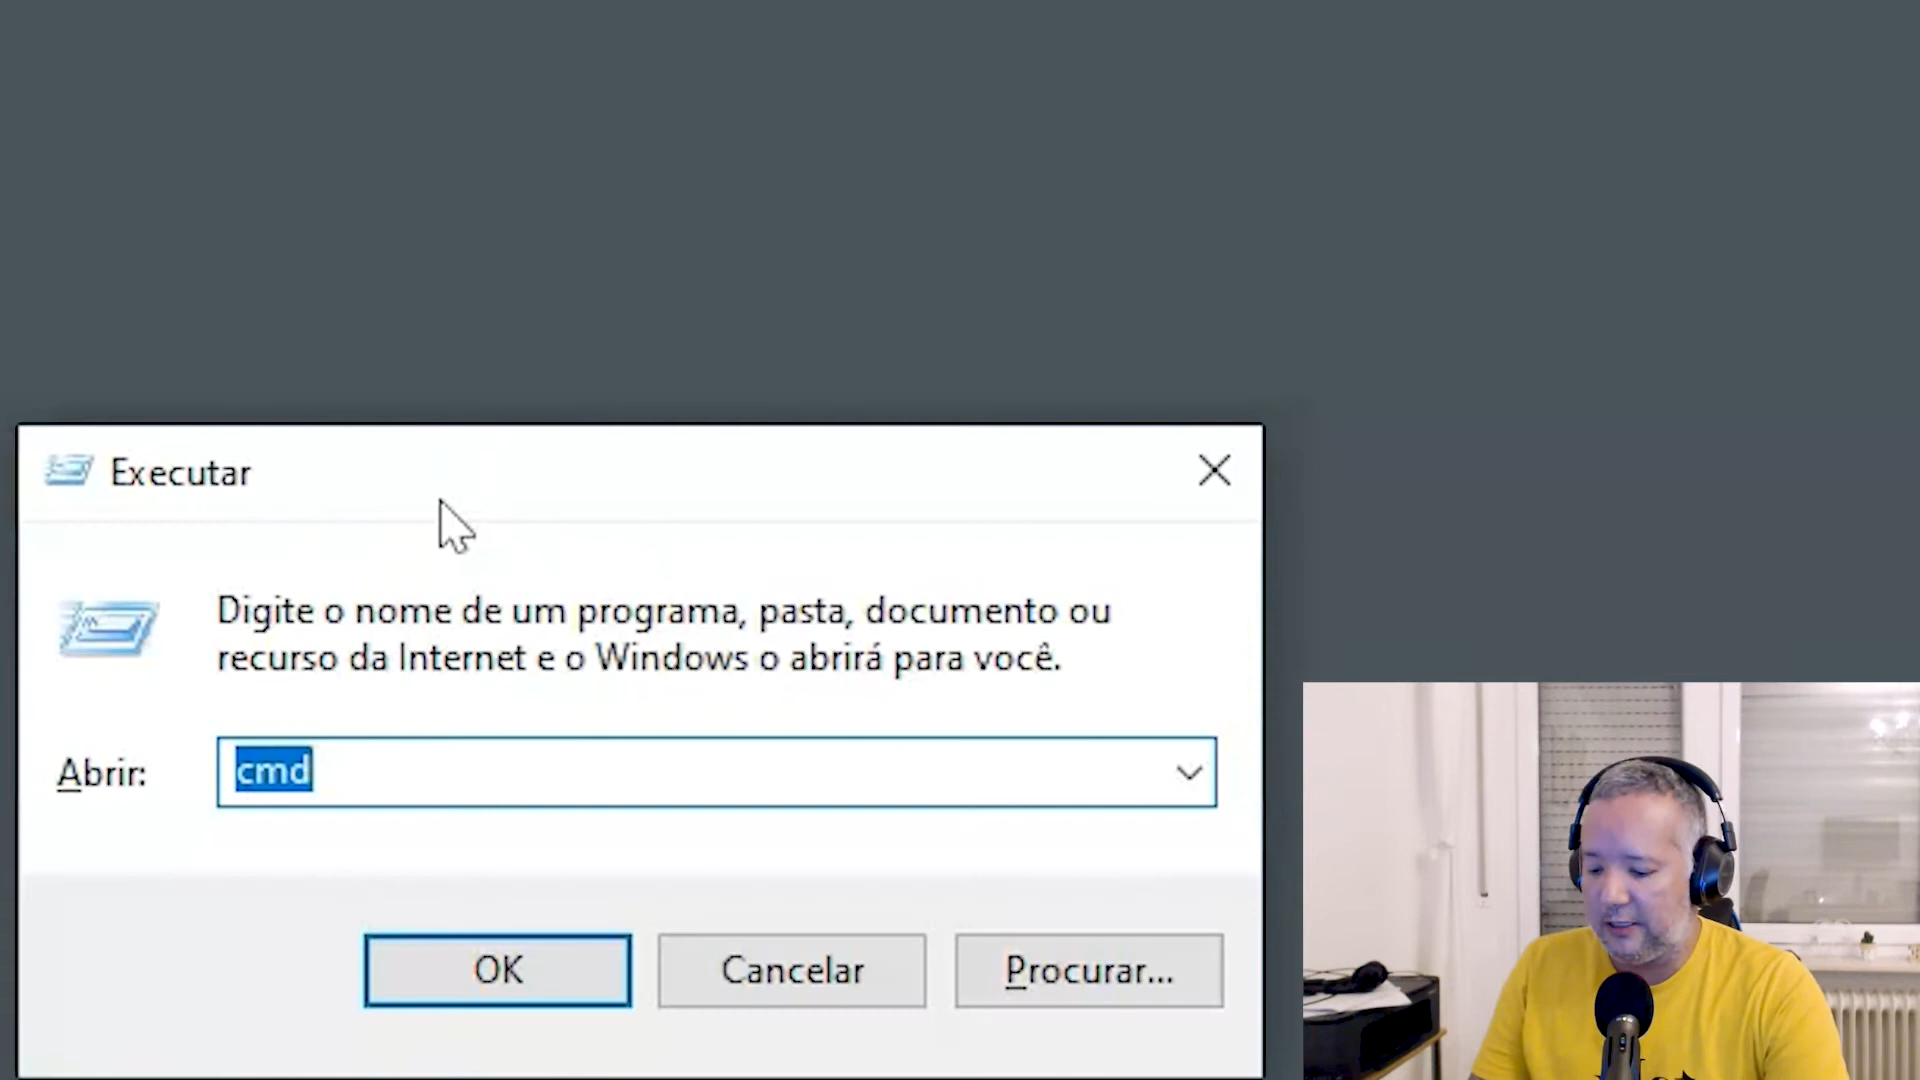 Executar
Digite o nome de um programa, pasta, documento ou
recurso da Internet e o Windows o abrirá para você.
Abrir:
cmd
OK
Cancelar
Procurar...